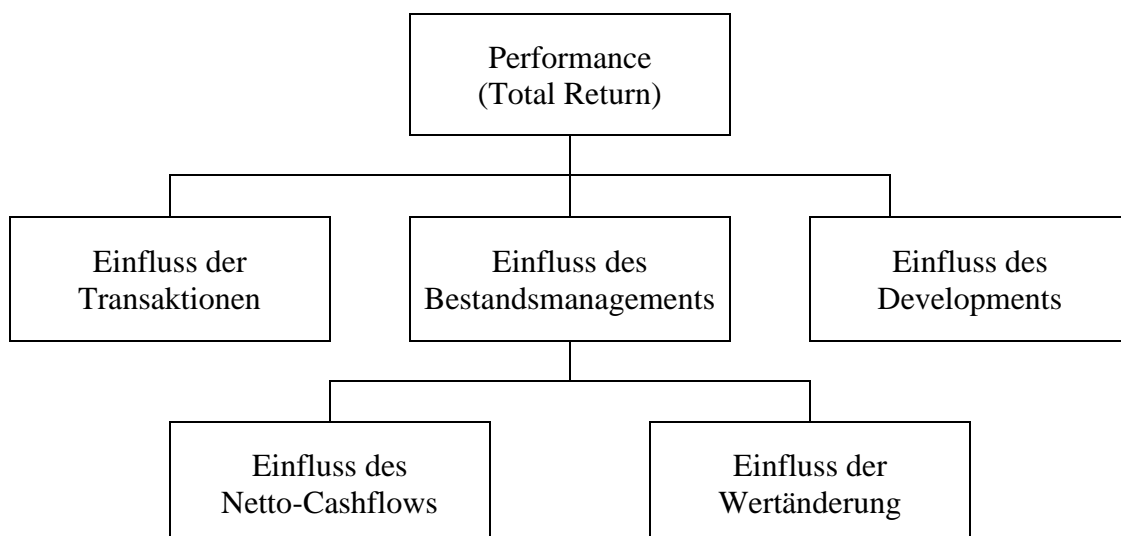 Performance
(Total Return)
Einfluss der
Transaktionen
Einfluss des
Bestandsmanagements
Einfluss des
Developments
Einfluss des
Netto-Cashflows
Einfluss der
Wertänderung